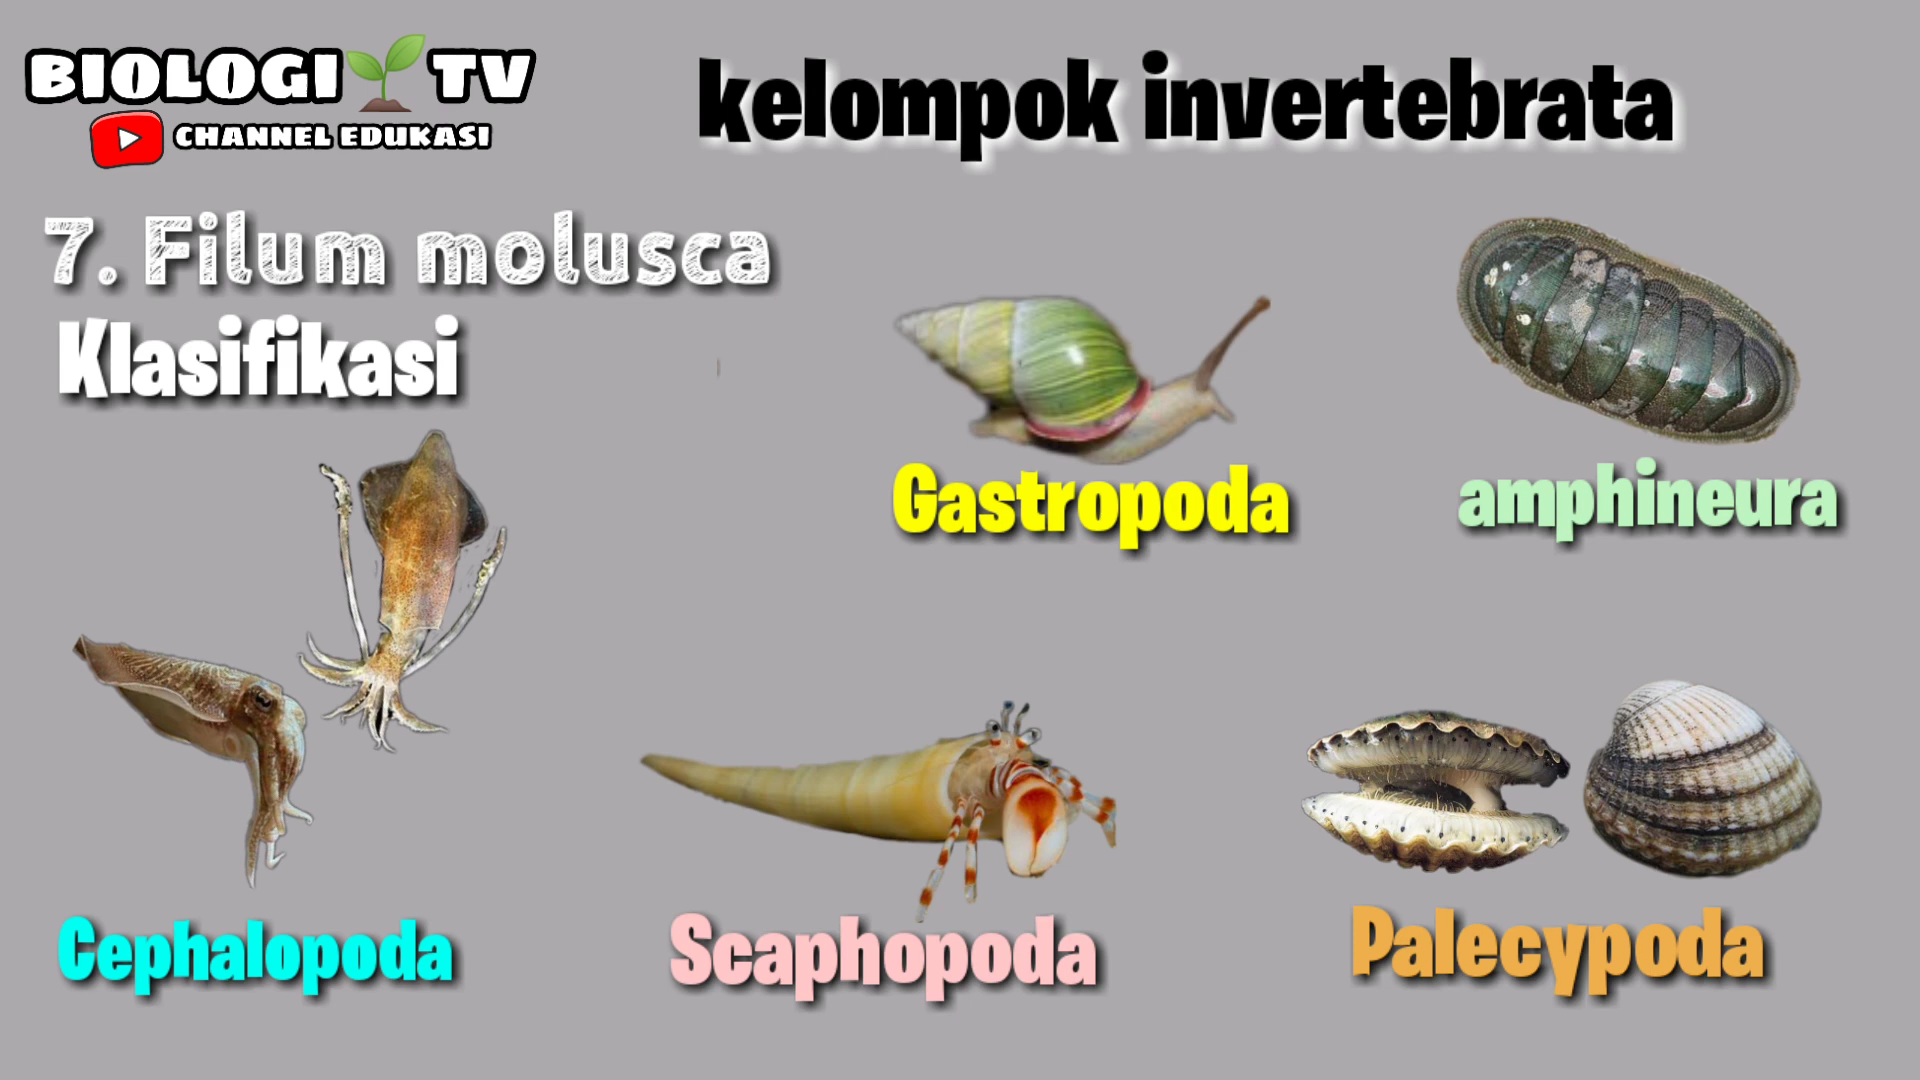 BIOLOGI TV
CHANNEL EDUKASI
kelompok invertebrata
7. Filum molusca
Klasifikasi
Gastropoda
amphineura
Cephalopoda
Scaphopoda
Palecypoda